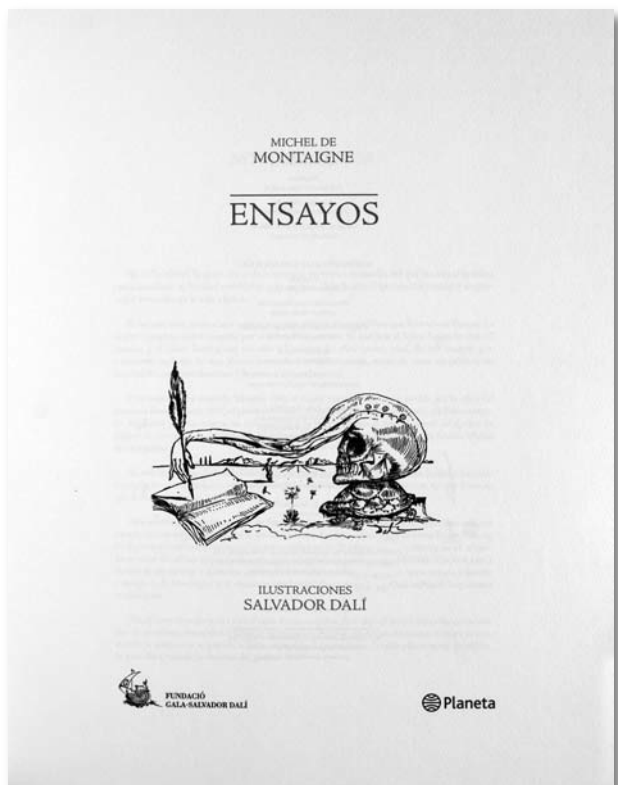 MICHEL DE
MONTAIGNE
ENSAYOS
ILUSTRACIONES
SALVADOR DALÍ
FUNDACIÓ
GALA-SALVADOR DALÍ
Planeta